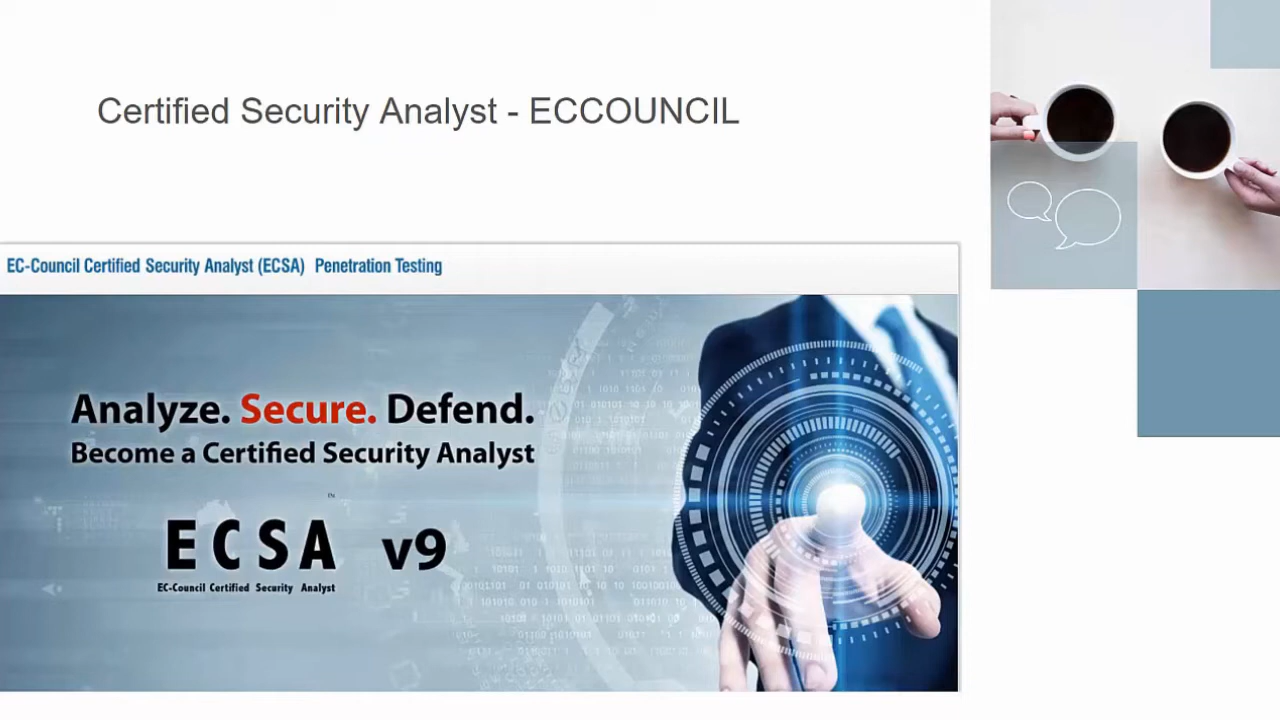 Certified Security Analyst - ECCOUNCIL
EC-Council Certified Security Analyst (ECSA) Penetration Testing
Analyze. Secure. Defend.
Become a Certified Security Analyst
ECSA v9
EC-Council Certified Security Analyst